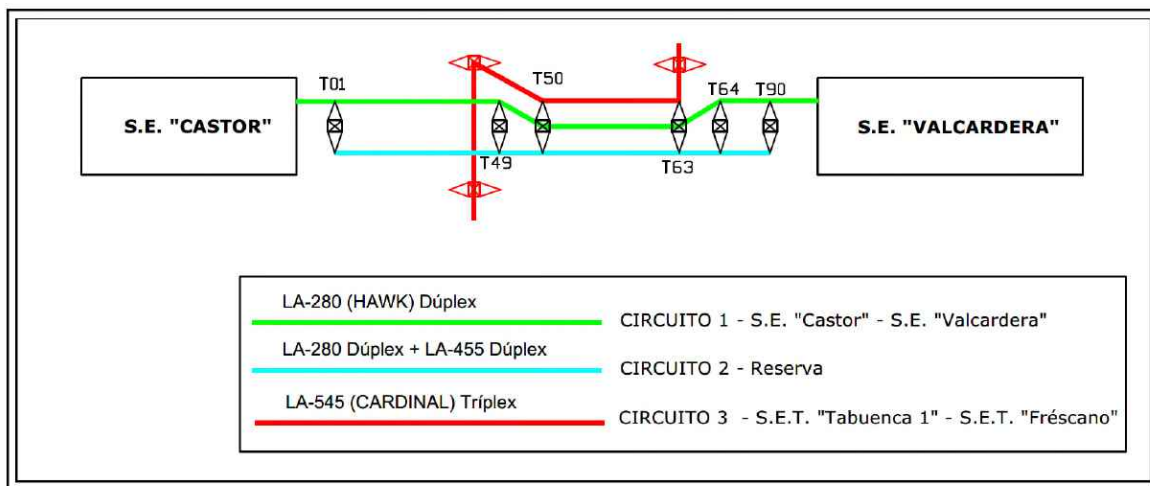 T01
T50
T64 T90
S.E. "CASTOR"
S.E. "VALCARDERA"
T49
T63
LA-280 (HAWK) Dúplex
CIRCUITO 1 - S.E. "Castor" - S.E. "Valcardera"
LA-280 Dúplex + LA-455 Dúplex
CIRCUITO 2 - Reserva
LA-545 (CARDINAL) Tríplex
CIRCUITO 3 - S.E.T. "Tabuenca 1" - S.E.T. "Fréscano"